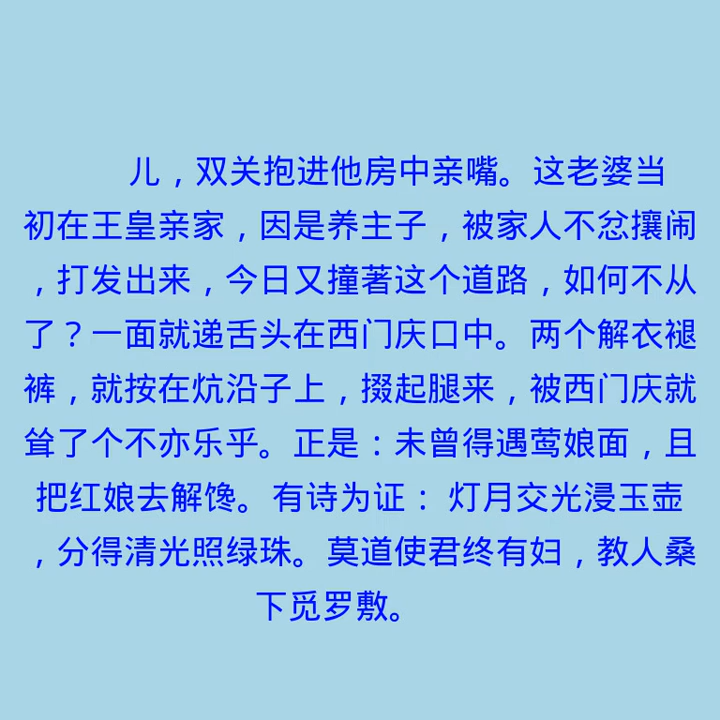 儿，双关抱进他房中亲嘴。这老婆当
初在王皇亲家，因是养主子，被家人不忿攘闹
，打发出来，今日又撞著这个道路，如何不从
了？一面就递舌头在西门庆口中。两个解衣褪
裤，就按在炕沿子上，掇起腿来，被西门庆就
耸了个不亦乐乎。正是：未曾得遇莺娘面，且
把红娘去解馋。有诗为证： 灯月交光浸玉壶
，分得清光照绿珠。莫道使君终有妇，教人桑
下觅罗敷。